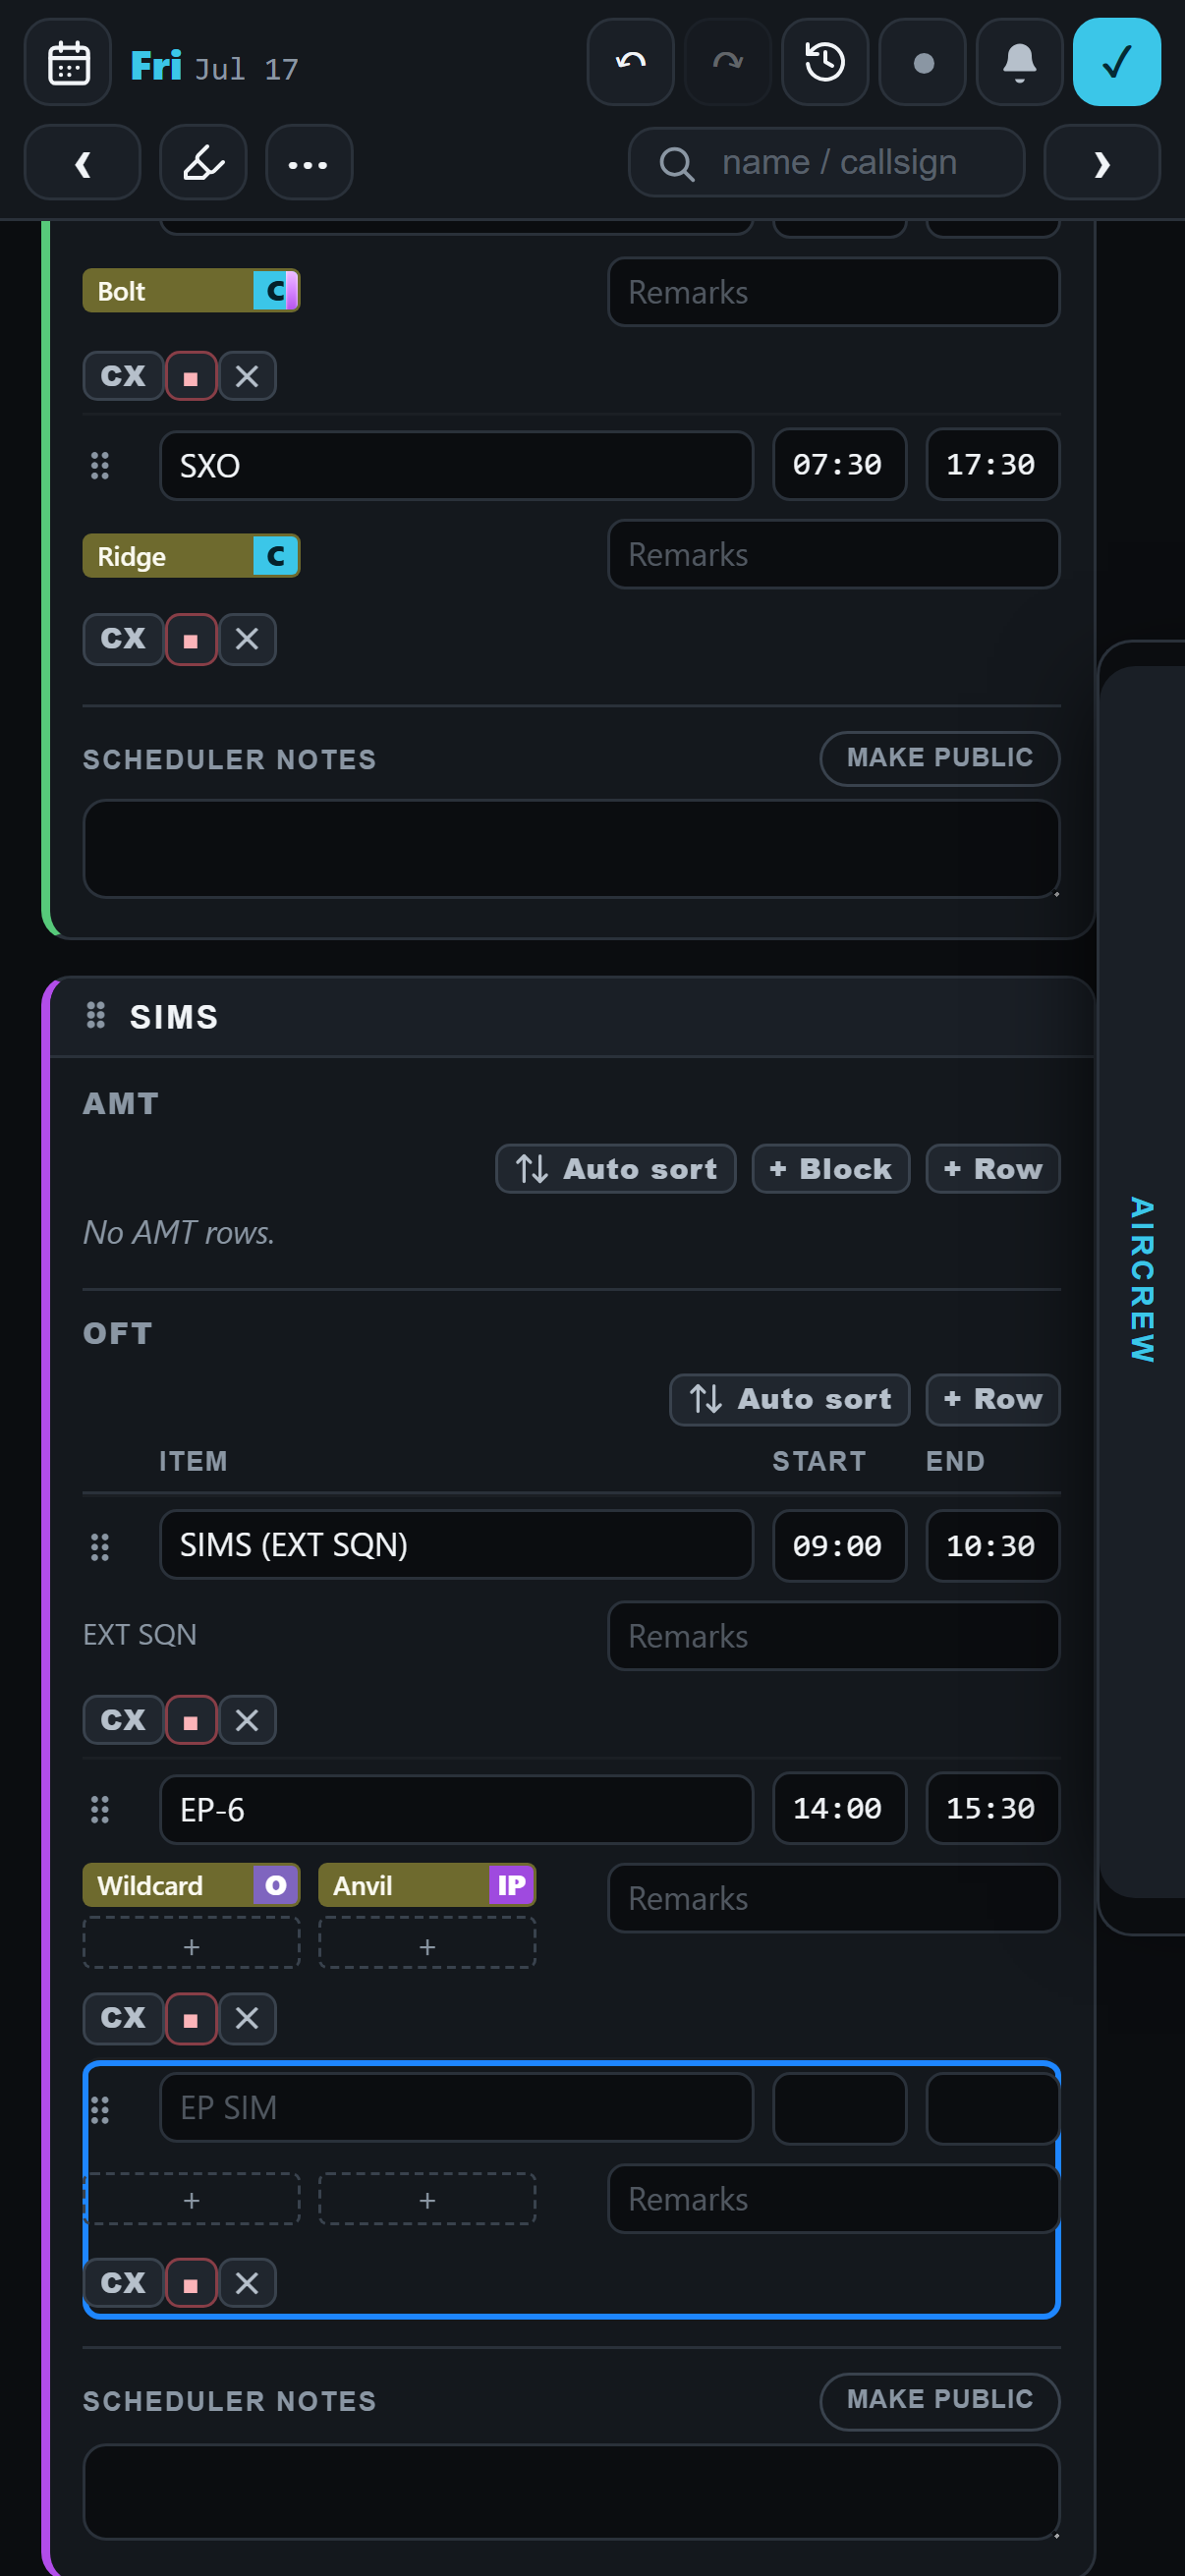 Fri Jul 17
name / callsign
Bolt C
Remarks
CX
SXO 07:30 17:30
Ridge C
Remarks
CX
SCHEDULER NOTES MAKE PUBLIC
SIMS
AMT
Auto sort + Block + Row
No AMT rows.
OFT
Auto sort + Row
ITEM START END
SIMS (EXT SQN) 09:00 10:30
EXT SQN
Remarks
CX
EP-6 14:00 15:30
Wildcard O Anvil IP
Remarks
+ +
CX
EP SIM
+ +
Remarks
CX
SCHEDULER NOTES MAKE PUBLIC
AIRCREW